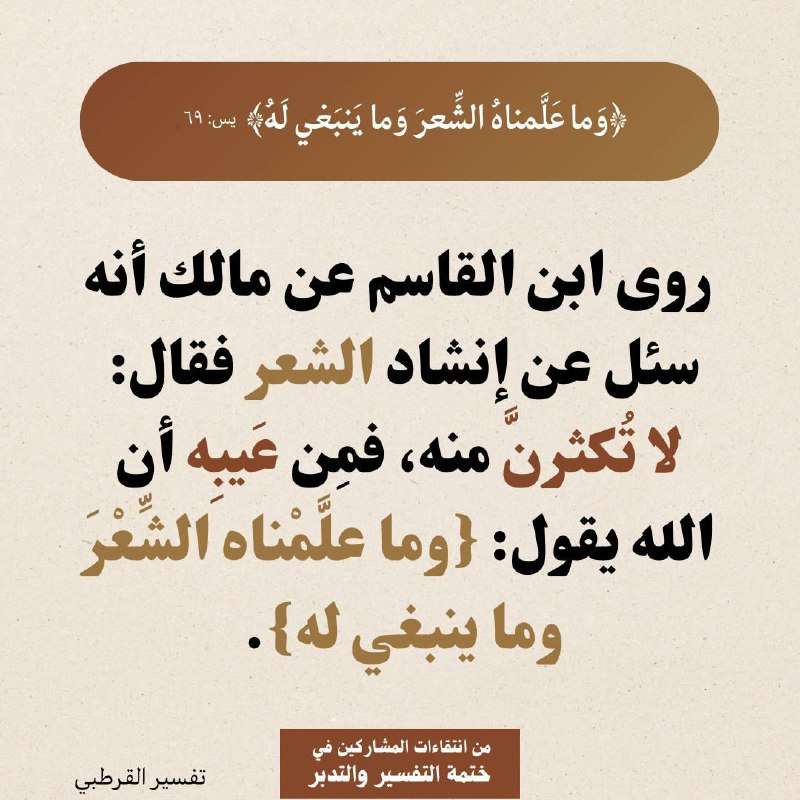 ﴿وَما عَلَّمناهُ الشِّعرَ وَما يَنبَغي لَهُ﴾ يس: ٦٩
روى ابن القاسم عن مالك أنه
سئل عن إنشاد الشعر فقال:
لا تُكثرنَّ منه، فمِن عَيبِه أن
الله يقول: {وما علَّمْناه الشِّعْرَ
وما ينبغي له}.
من انتقاءات المشاركين في
ختمة التفسير والتدبر
تفسير القرطبي